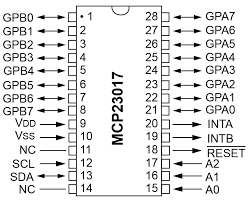 GPB0 1 28 GPA7
GPB1 2 27 GPA6
GPB2 3 26 GPA5
GPB3 4 25 GPA4
GPB4 5 24 GPA3
GPB5 6 23 GPA2
GPB6 7 22 GPA1
GPB7 8 21 GPA0
VDD 9 20 INTA
VSS 10 19 INTB
NC 11 18 RESET
SCL 12 17 A2
SDA 13 16 A1
NC 14 15 A0
MCP23017